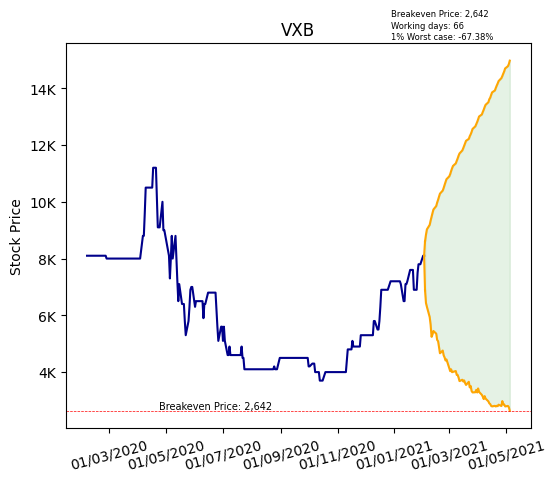 Breakeven Price: 2,642
Working days: 66
1% Worst case: -67.38%
VXB
Stock Price
14K
12K
10K
8K
6K
4K
Breakeven Price: 2,642
01/03/2020
01/05/2020
01/07/2020
01/09/2020
01/11/2020
01/01/2021
01/03/2021
01/05/2021